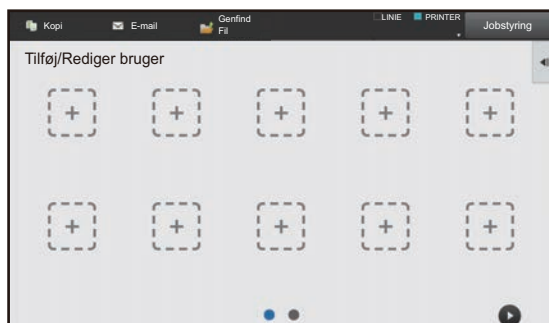 Kopi
E-mail
Genfind
Fil
LINIE
PRINTER
Jobstyring
Tilføj/Rediger bruger